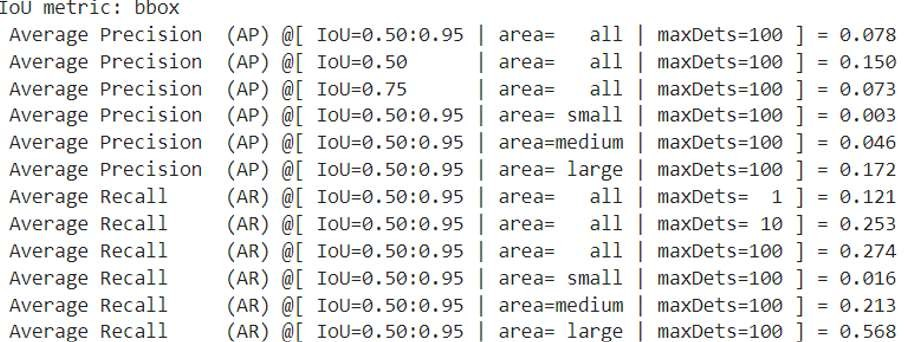 IoU metric: bbox
Average Precision  (AP) @[ IoU=0.50:0.95 | area=   all | maxDets=100 ] = 0.078
Average Precision  (AP) @[ IoU=0.50      | area=   all | maxDets=100 ] = 0.150
Average Precision  (AP) @[ IoU=0.75      | area=   all | maxDets=100 ] = 0.073
Average Precision  (AP) @[ IoU=0.50:0.95 | area= small | maxDets=100 ] = 0.003
Average Precision  (AP) @[ IoU=0.50:0.95 | area=medium | maxDets=100 ] = 0.046
Average Precision  (AP) @[ IoU=0.50:0.95 | area= large | maxDets=100 ] = 0.172
Average Recall     (AR) @[ IoU=0.50:0.95 | area=   all | maxDets=  1 ] = 0.121
Average Recall     (AR) @[ IoU=0.50:0.95 | area=   all | maxDets= 10 ] = 0.253
Average Recall     (AR) @[ IoU=0.50:0.95 | area=   all | maxDets=100 ] = 0.274
Average Recall     (AR) @[ IoU=0.50:0.95 | area= small | maxDets=100 ] = 0.016
Average Recall     (AR) @[ IoU=0.50:0.95 | area=medium | maxDets=100 ] = 0.213
Average Recall     (AR) @[ IoU=0.50:0.95 | area= large | maxDets=100 ] = 0.568